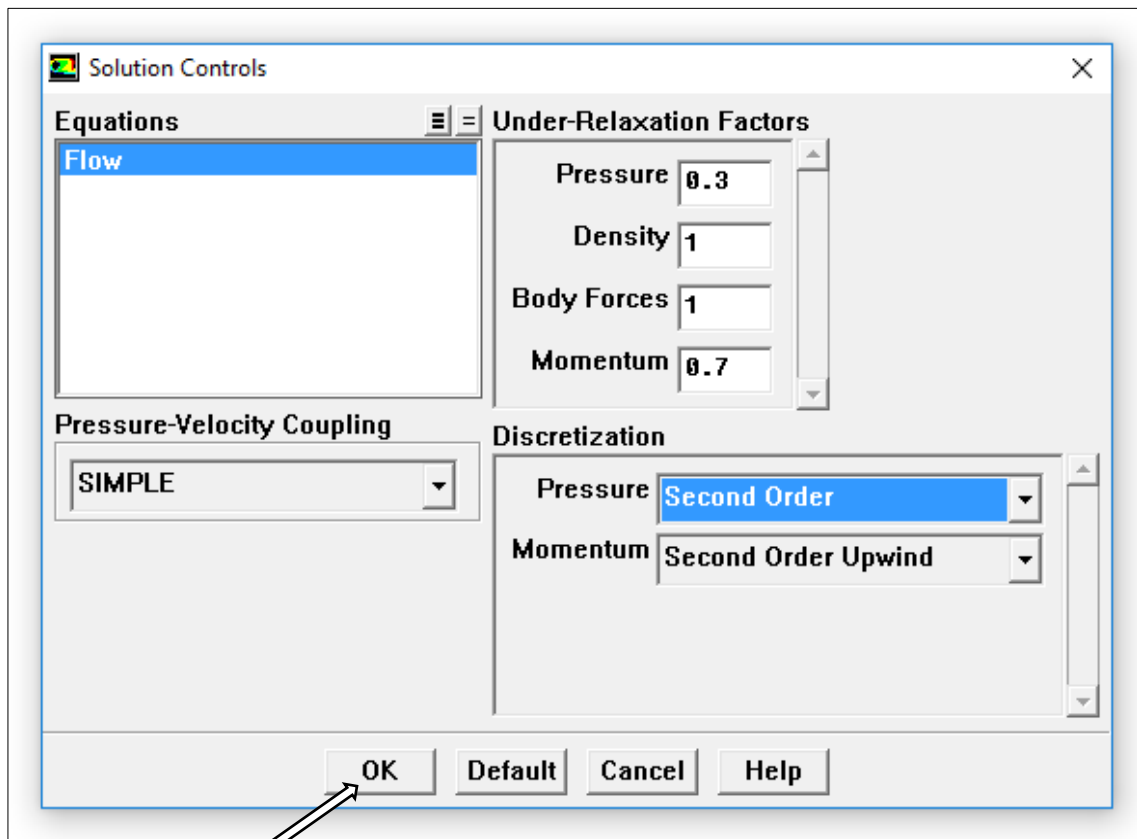 Solution Controls
Equations
Flow
Under-Relaxation Factors
Pressure 0.3
Density 1
Body Forces 1
Momentum 0.7
Pressure-Velocity Coupling
SIMPLE
Discretization
Pressure Second Order
Momentum Second Order Upwind
OK Default Cancel Help